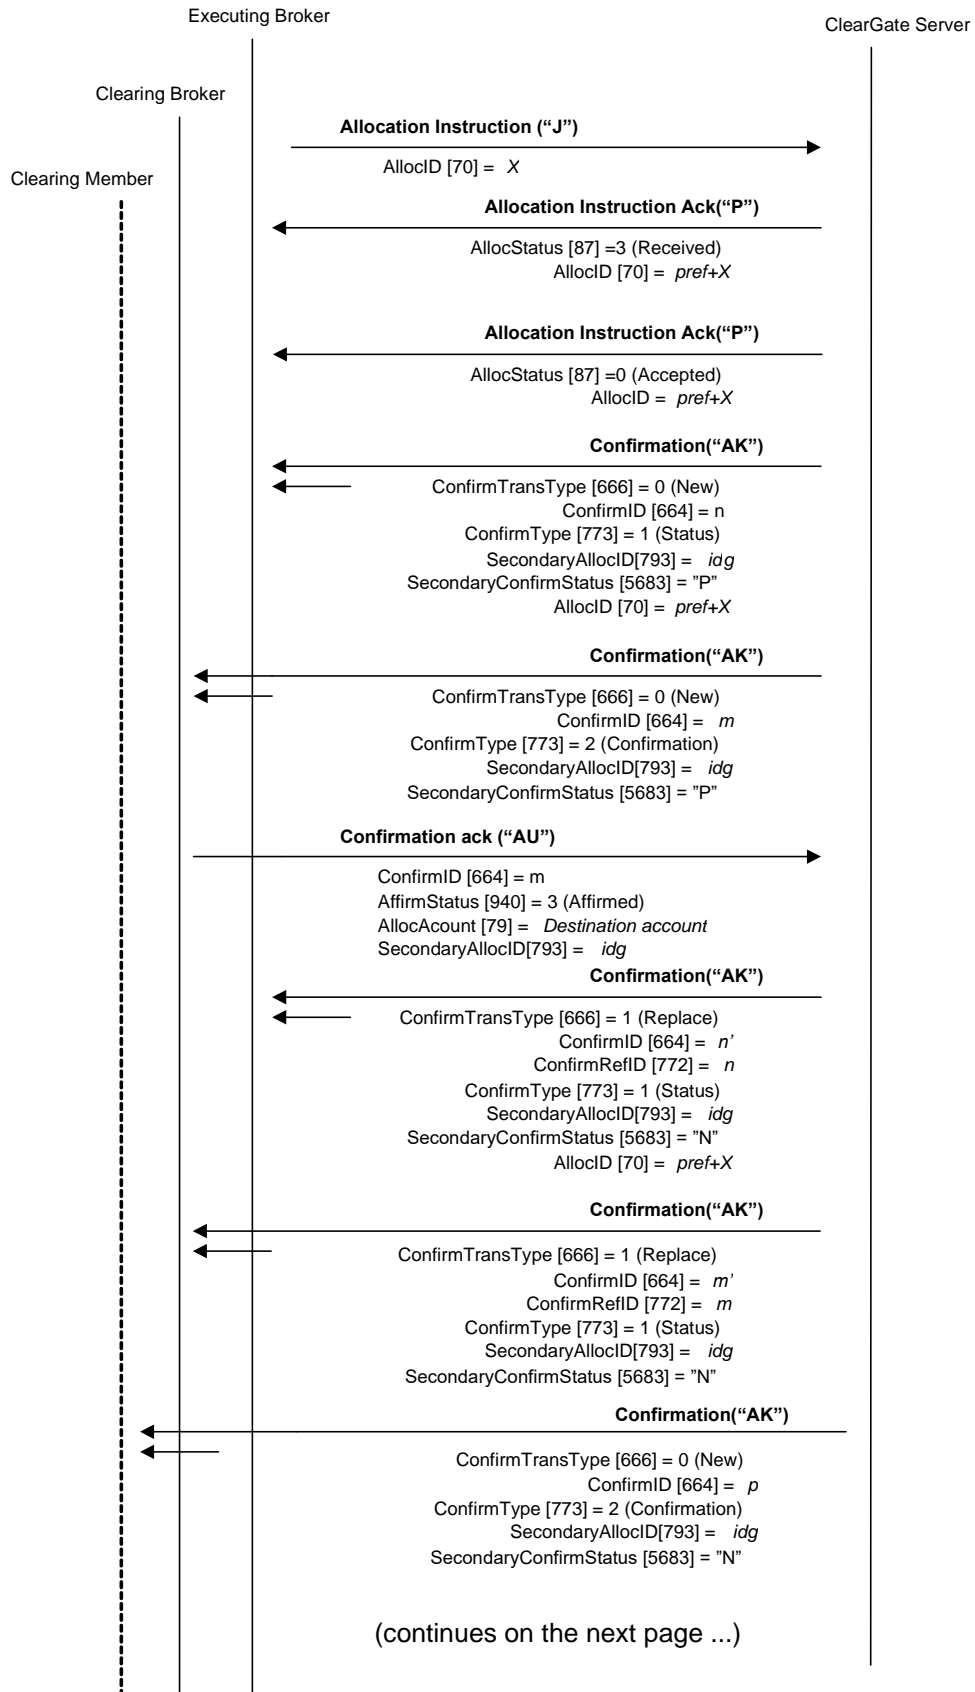 Executing Broker
ClearGate Server
Clearing Broker
Clearing Member
Allocation Instruction (“J”)
AllocID [70] = X
Allocation Instruction Ack(“P”)
AllocStatus [87] =3 (Received)
AllocID [70] = pref+X
Allocation Instruction Ack(“P”)
AllocStatus [87] =0 (Accepted)
AllocID = pref+X
Confirmation(“AK”)
ConfirmTransType [666] = 0 (New)
ConfirmID [664] = n
ConfirmType [773] = 1 (Status)
SecondaryAllocID[793] = idg
SecondaryConfirmStatus [5683] = ”P”
AllocID [70] = pref+X
Confirmation(“AK”)
ConfirmTransType [666] = 0 (New)
ConfirmID [664] = m
ConfirmType [773] = 2 (Confirmation)
SecondaryAllocID[793] = idg
SecondaryConfirmStatus [5683] = ”P”
Confirmation ack (“AU”)
ConfirmID [664] = m
AffirmStatus [940] = 3 (Affirmed)
AllocAcount [79] = Destination account
SecondaryAllocID[793] = idg
Confirmation(“AK”)
ConfirmTransType [666] = 1 (Replace)
ConfirmID [664] = n’
ConfirmRefID [772] = n
ConfirmType [773] = 1 (Status)
SecondaryAllocID[793] = idg
SecondaryConfirmStatus [5683] = ”N”
AllocID [70] = pref+X
Confirmation(“AK”)
ConfirmTransType [666] = 1 (Replace)
ConfirmID [664] = m’
ConfirmRefID [772] = m
ConfirmType [773] = 1 (Status)
SecondaryAllocID[793] = idg
SecondaryConfirmStatus [5683] = ”N”
Confirmation(“AK”)
ConfirmTransType [666] = 0 (New)
ConfirmID [664] = p
ConfirmType [773] = 2 (Confirmation)
SecondaryAllocID[793] = idg
SecondaryConfirmStatus [5683] = ”N”
(continues on the next page ...)